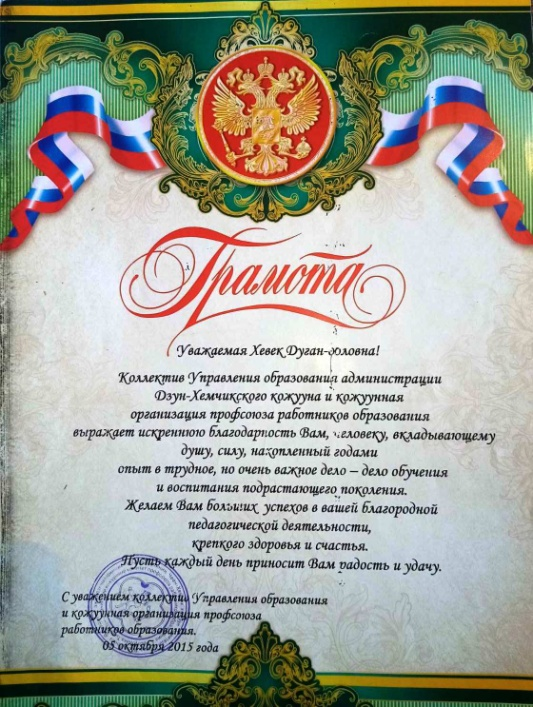 Грамота
Уважаемая Хевек Дуган-ооловна!
Коллектив Управления образования администрации
Дзун-Хемчикского кожууна и кожуунная
организация профсоюза работников образования
выражает искреннюю благодарность Вам, человеку, вкладывающему
душу, силу, накопленный годами
опыт в трудное, но очень важное дело – дело обучения
и воспитания подрастающего поколения.
Желаем Вам больших успехов в вашей благородной
педагогической деятельности,
крепкого здоровья и счастья.
Пусть каждый день приносит Вам радость и удачу.
С уважением коллектив Управления образования
и кожуунная организация профсоюза
работников образования.
05 октября 2015 года